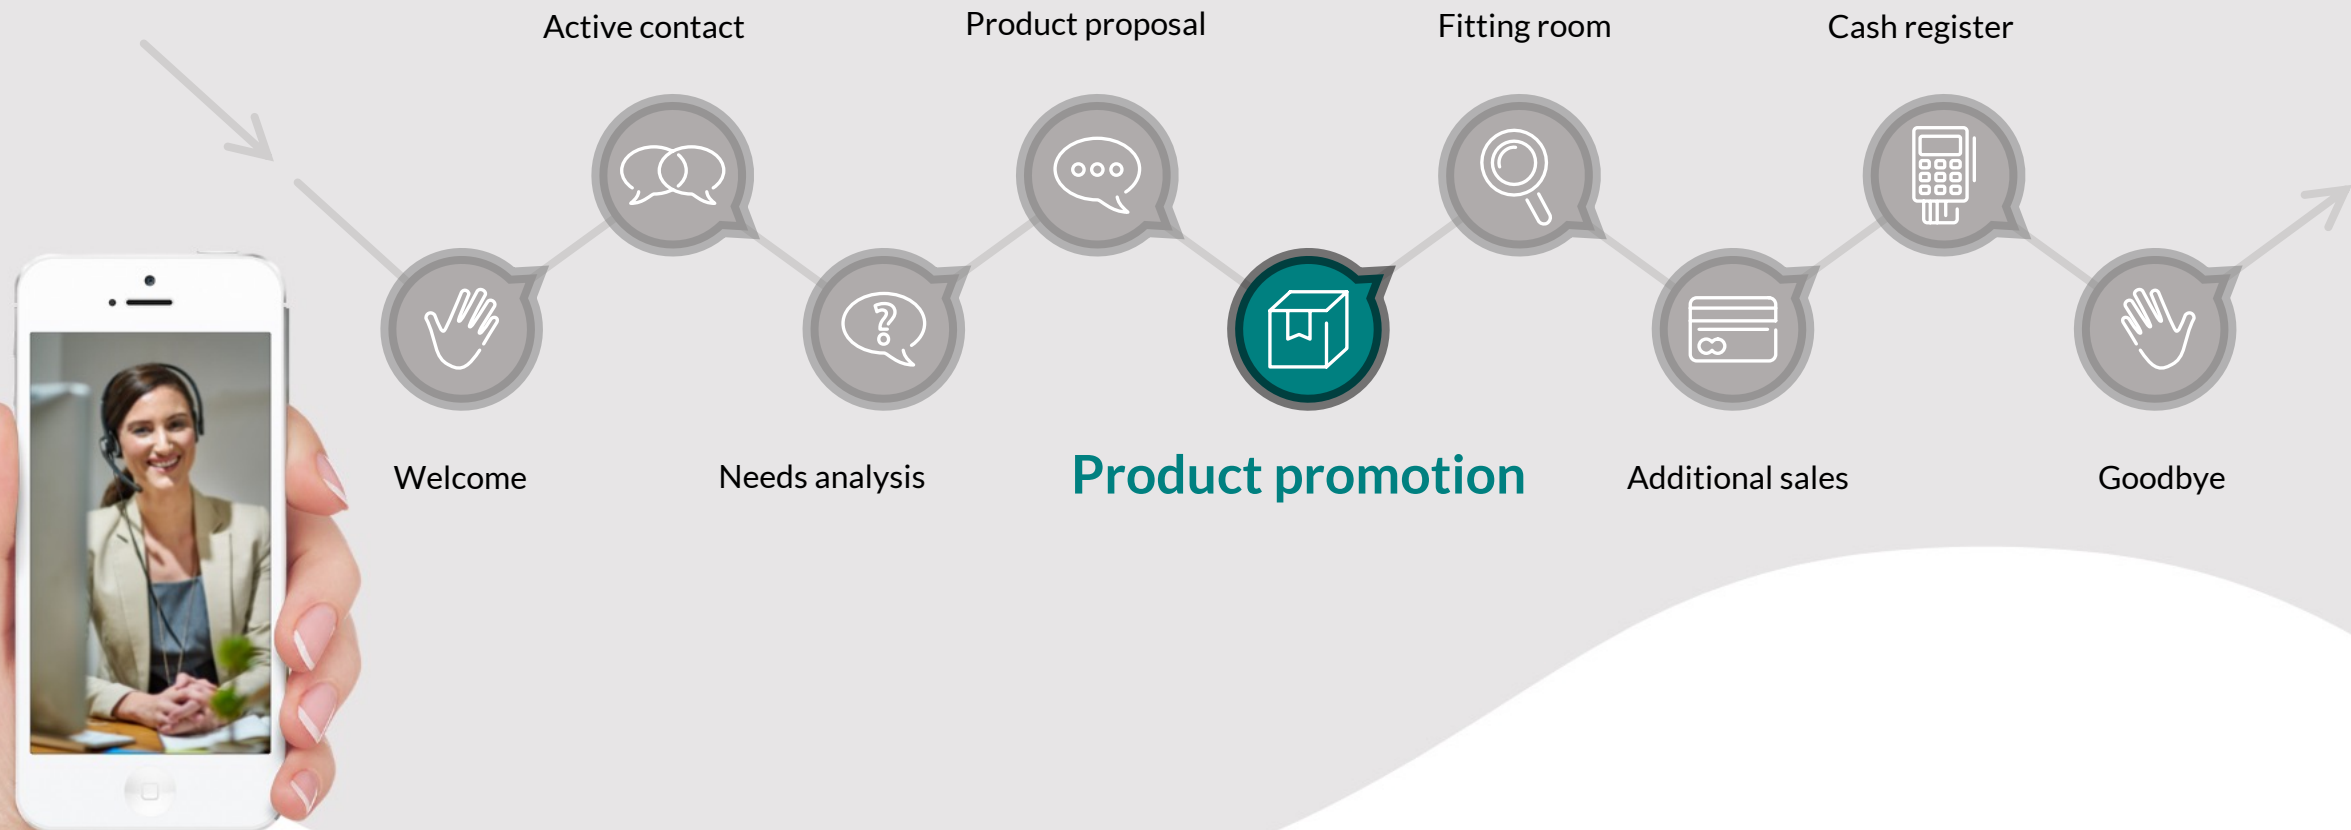 Active contact
Product proposal
Fitting room
Cash register
Welcome
Needs analysis
Product promotion
Additional sales
Goodbye